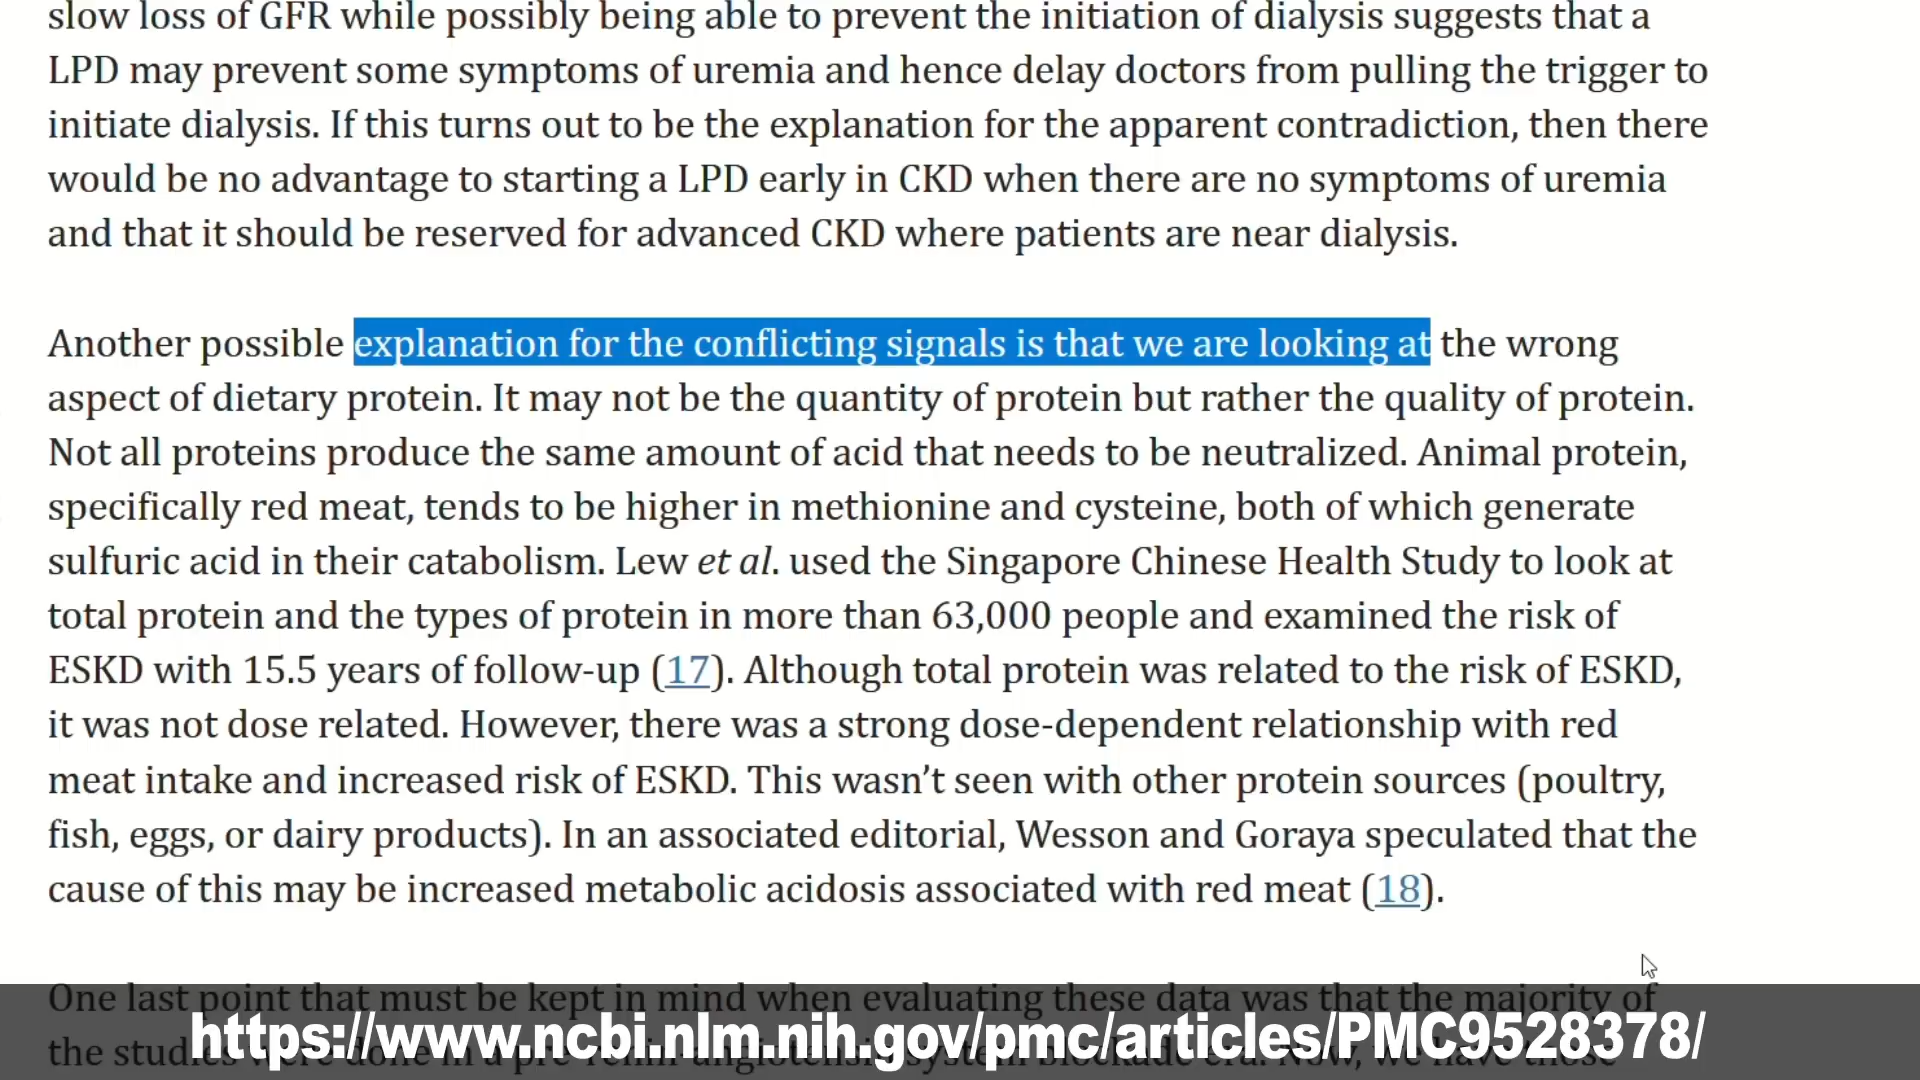 slow loss of GFR while possibly being able to prevent the initiation of dialysis suggests that a
LPD may prevent some symptoms of uremia and hence delay doctors from pulling the trigger to
initiate dialysis. If this turns out to be the explanation for the apparent contradiction, then there
would be no advantage to starting a LPD early in CKD when there are no symptoms of uremia
and that it should be reserved for advanced CKD where patients are near dialysis.
Another possible explanation for the conflicting signals is that we are looking at the wrong
aspect of dietary protein. It may not be the quantity of protein but rather the quality of protein.
Not all proteins produce the same amount of acid that needs to be neutralized. Animal protein,
specifically red meat, tends to be higher in methionine and cysteine, both of which generate
sulfuric acid in their catabolism. Lew et al. used the Singapore Chinese Health Study to look at
total protein and the types of protein in more than 63,000 people and examined the risk of
ESKD with 15.5 years of follow-up (17). Although total protein was related to the risk of ESKD,
it was not dose related. However, there was a strong dose-dependent relationship with red
meat intake and increased risk of ESKD. This wasn’t seen with other protein sources (poultry,
fish, eggs, or dairy products). In an associated editorial, Wesson and Goraya speculated that the
cause of this may be increased metabolic acidosis associated with red meat (18).
One last point that must be kept in mind when evaluating these data was that the majority of
https://www.ncbi.nlm.nih.gov/pmc/articles/PMC9528378/
the studies